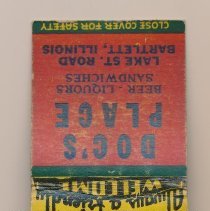 Always a Friendly
WELCOME
DOC'S
PLACE
BEER - LIQUORS
SANDWICHES
LAKE ST. ROAD
BARTLETT, ILLINOIS
CLOSE COVER FOR SAFETY